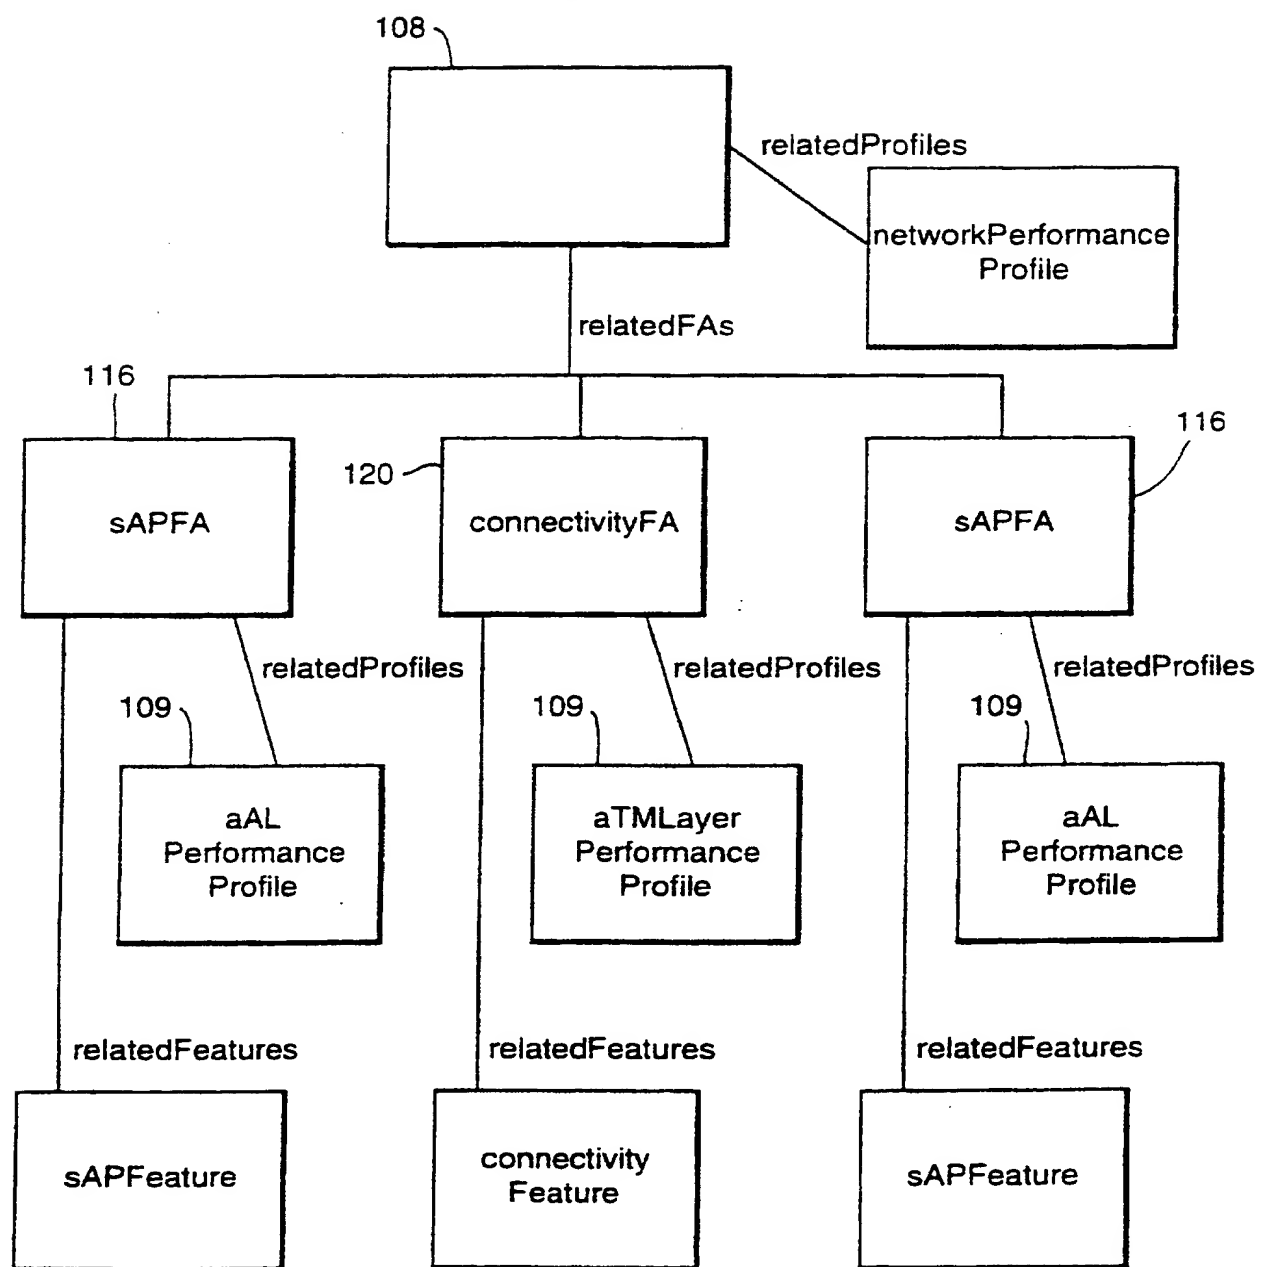 108
relatedProfiles
networkPerformance
Profile
relatedFAs
116
116
120
sAPFA
connectivityFA
sAPFA
relatedProfiles
relatedProfiles
relatedProfiles
109
109
109
aAL
Performance
Profile
aTMLayer
Performance
Profile
aAL
Performance
Profile
relatedFeatures
relatedFeatures
relatedFeatures
sAPFeature
connectivity
Feature
sAPFeature